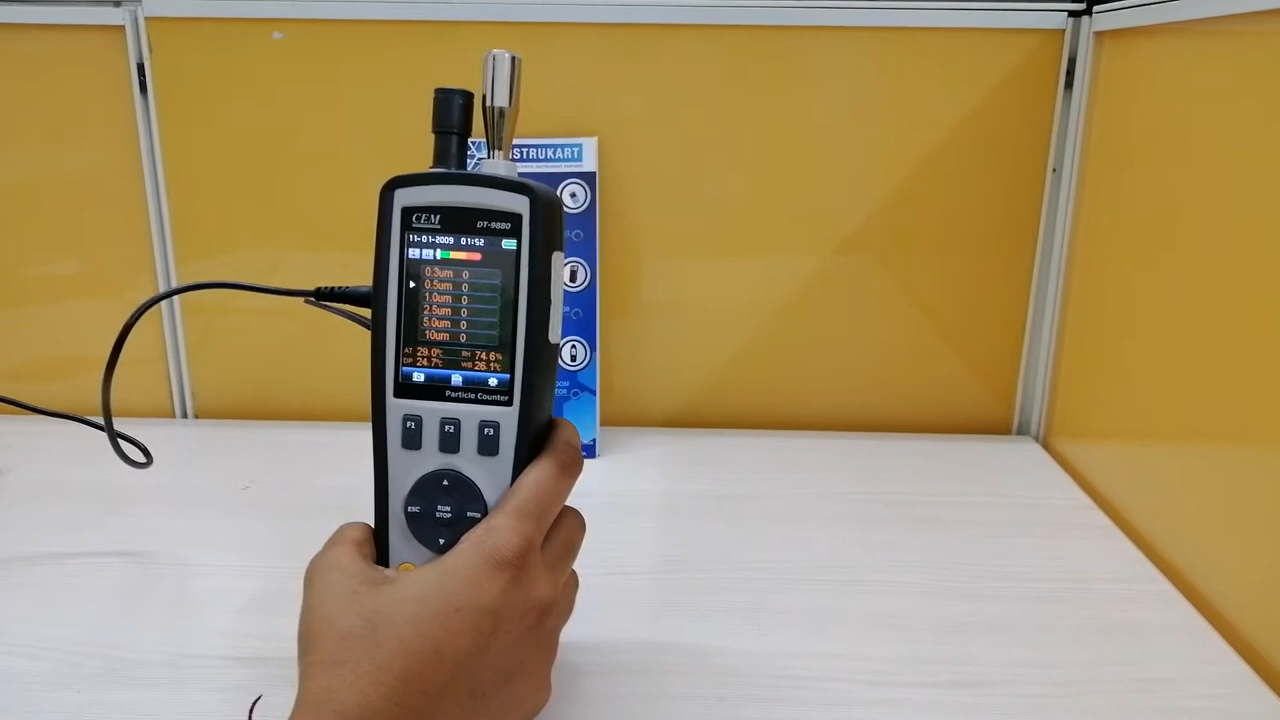 STRUKART
CEM
DT-9880
11-01-2009 01:52
0.3um 0
0.5um 0
1.0um 0
2.5um 0
5.0um 0
10um 0
AT 29.0℃ RH 74.6%
DP 24.7℃ WB 26.1℃
Particle Counter
F1 F2 F3
ESC RUN STOP ENTER